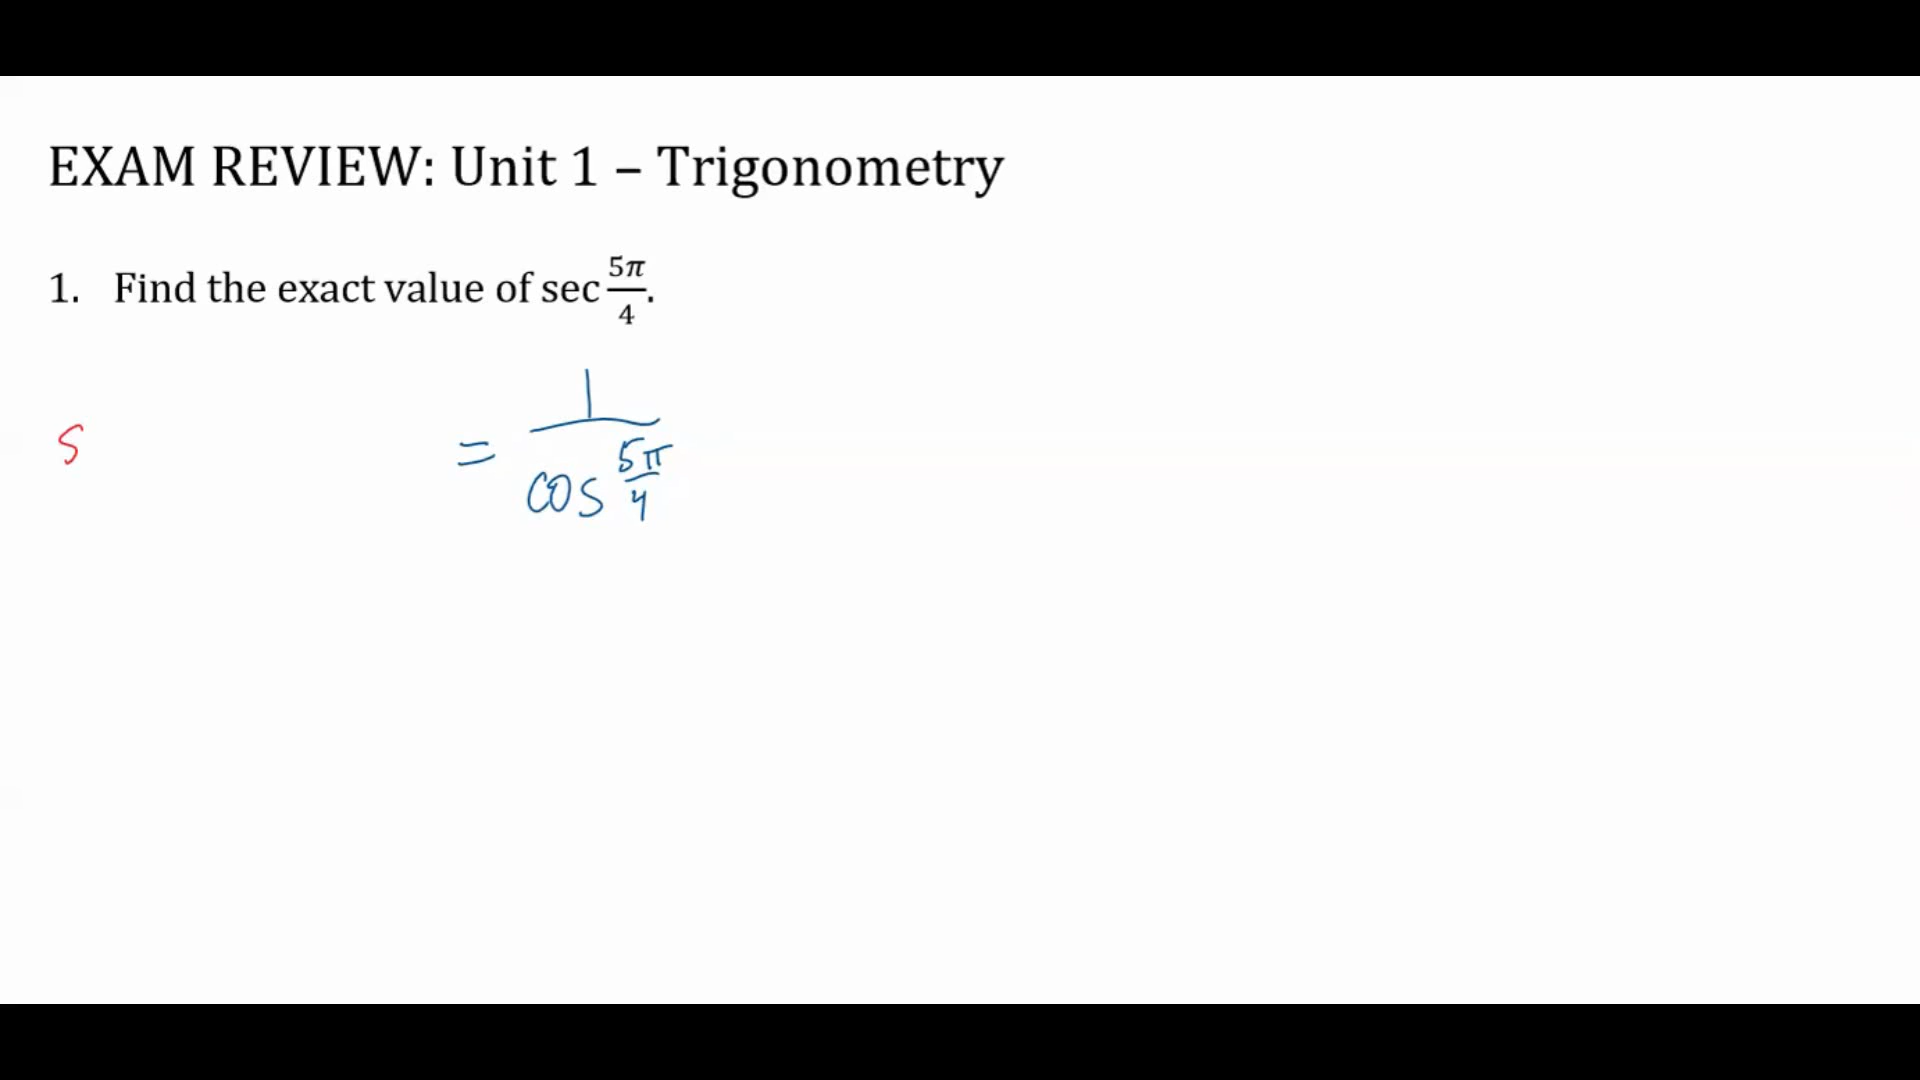 EXAM REVIEW: Unit 1 – Trigonometry
1. Find the exact value of sec 5π/4.
s
= 1/cos 5π/4